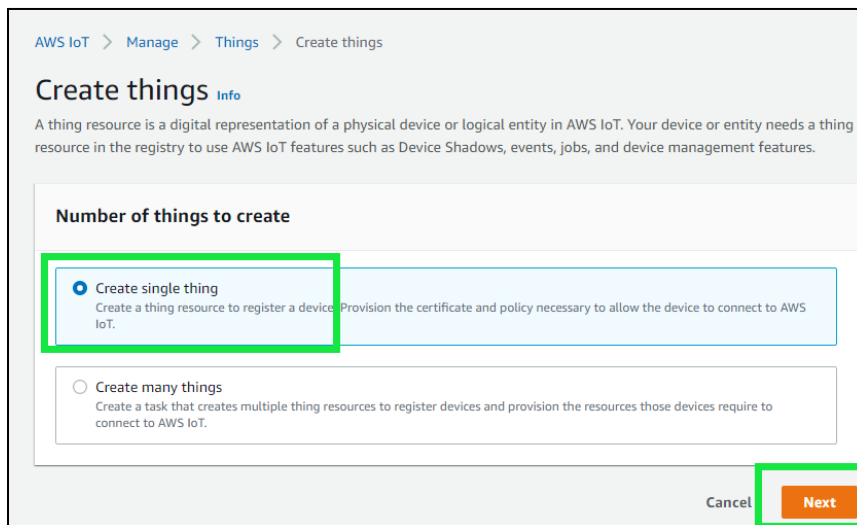 AWS IoT > Manage > Things > Create things
Create things Info
A thing resource is a digital representation of a physical device or logical entity in AWS IoT. Your device or entity needs a thing
resource in the registry to use AWS IoT features such as Device Shadows, events, jobs, and device management features.
Number of things to create
Create single thing
Create a thing resource to register a device. Provision the certificate and policy necessary to allow the device to connect to AWS
IoT.
Create many things
Create a task that creates multiple thing resources to register devices and provision the resources those devices require to
connect to AWS IoT.
Cancel Next